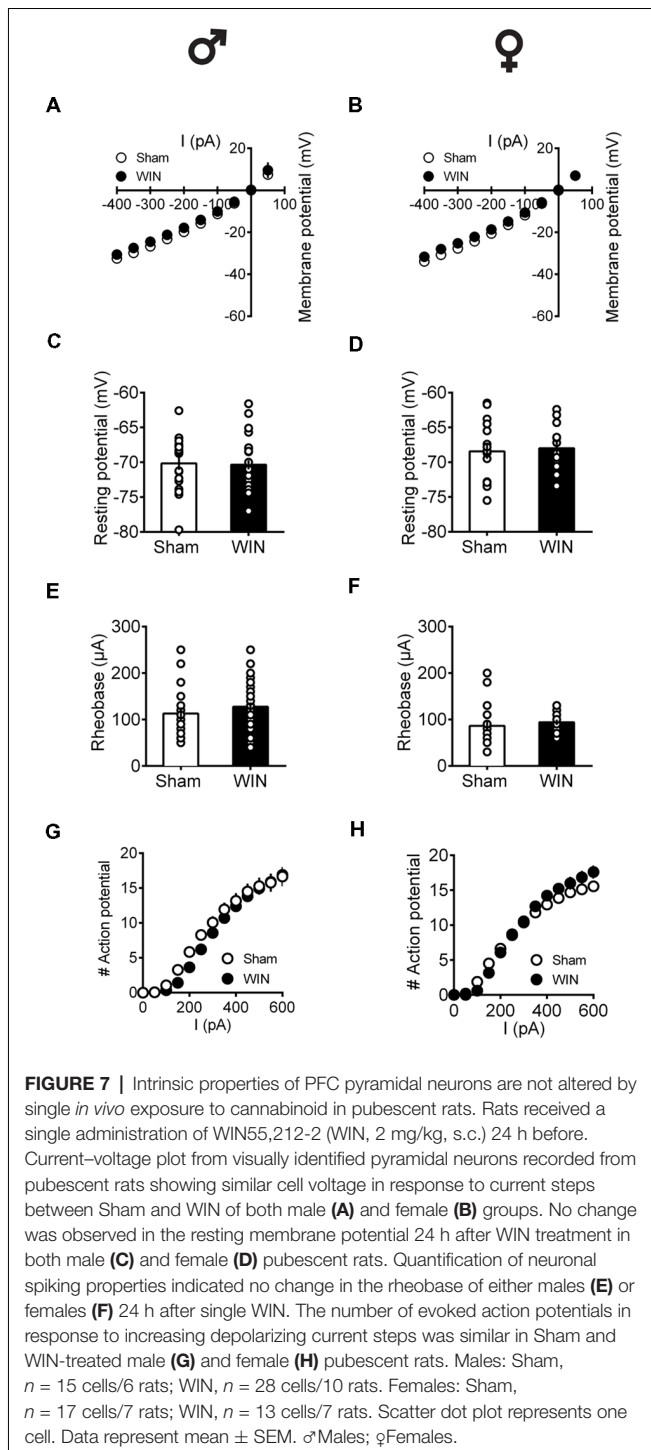 ♂ ♀
A B
I (pA) I (pA)
Sham Sham
WIN WIN
20 20
-400 -300 -200 -100 100 -400 -300 -200 -100 100
-20 -20
-40 -40
-60 -60
Membrane potential (mV) Membrane potential (mV)
C D
Resting potential (mV) Resting potential (mV)
-60 -60
-65 -65
-70 -70
-75 -75
-80 -80
Sham WIN Sham WIN
E F
Rheobase (µA) Rheobase (µA)
300 300
200 200
100 100
0 0
Sham WIN Sham WIN
G H
# Action potential # Action potential
20 20
15 15
10 10
5 5
0 0
Sham Sham
WIN WIN
0 200 400 600 0 200 400 600
I (pA) I (pA)
FIGURE 7 | Intrinsic properties of PFC pyramidal neurons are not altered by
single in vivo exposure to cannabinoid in pubescent rats. Rats received a
single administration of WIN55,212-2 (WIN, 2 mg/kg, s.c.) 24 h before.
Current–voltage plot from visually identified pyramidal neurons recorded from
pubescent rats showing similar cell voltage in response to current steps
between Sham and WIN of both male (A) and female (B) groups. No change
was observed in the resting membrane potential 24 h after WIN treatment in
both male (C) and female (D) pubescent rats. Quantification of neuronal
spiking properties indicated no change in the rheobase of either males (E) or
females (F) 24 h after single WIN. The number of evoked action potentials in
response to increasing depolarizing current steps was similar in Sham and
WIN-treated male (G) and female (H) pubescent rats. Males: Sham,
n = 15 cells/6 rats; WIN, n = 28 cells/10 rats. Females: Sham,
n = 17 cells/7 rats; WIN, n = 13 cells/7 rats. Scatter dot plot represents one
cell. Data represent mean ± SEM. ♂Males; ♀Females.